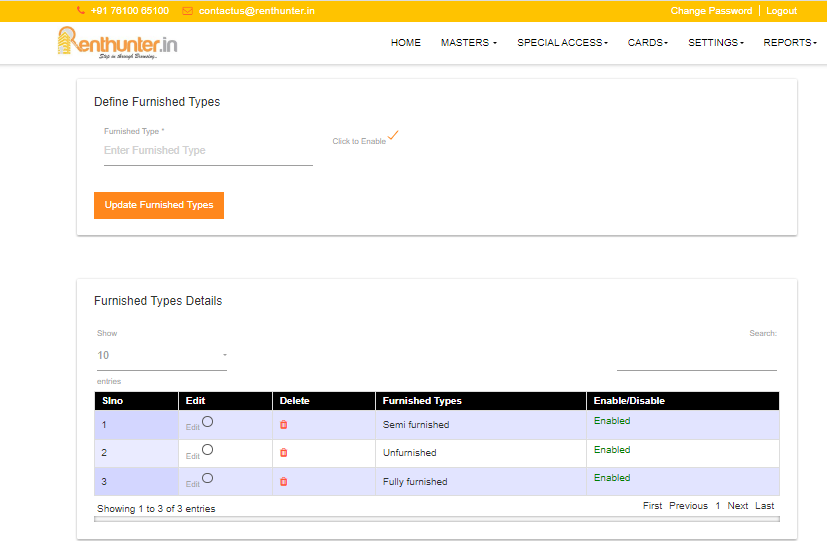 +91 76100 65100 contactus@renthunter.in Change Password Logout
Renthunter.in
Step in through Browsing...
HOME MASTERS SPECIAL ACCESS CARDS SETTINGS REPORTS
Define Furnished Types
Furnished Type *
Click to Enable
Enter Furnished Type
Update Furnished Types
Furnished Types Details
Show Search:
10
entries
Slno Edit Delete Furnished Types Enable/Disable
1 Edit Semi furnished Enabled
2 Edit Unfurnished Enabled
3 Edit Fully furnished Enabled
Showing 1 to 3 of 3 entries First Previous 1 Next Last